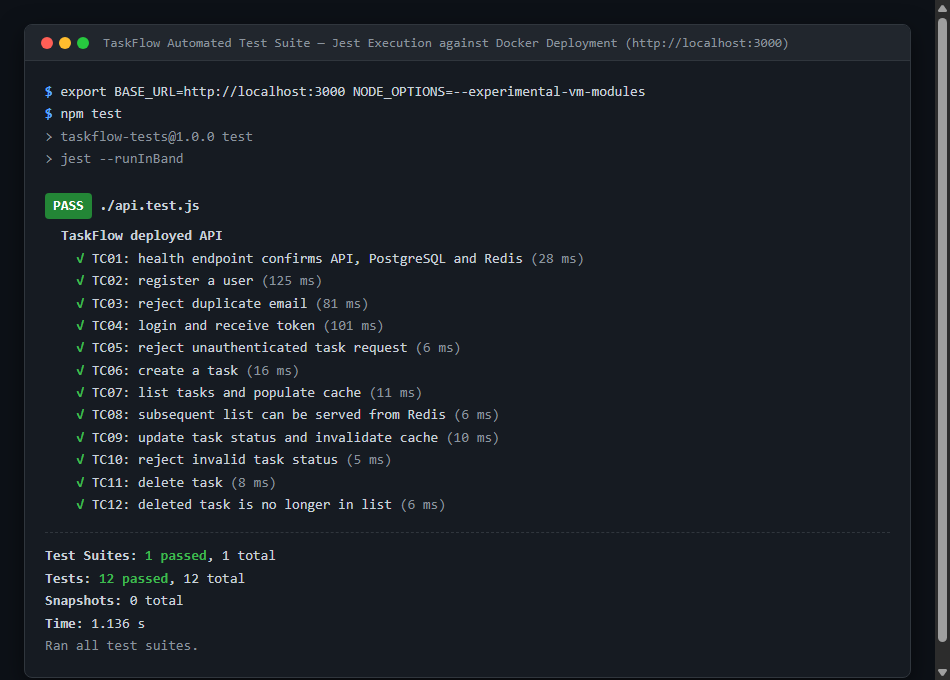 TaskFlow Automated Test Suite — Jest Execution against Docker Deployment (http://localhost:3000)
$ export BASE_URL=http://localhost:3000 NODE_OPTIONS=--experimental-vm-modules
$ npm test
> taskflow-tests@1.0.0 test
> jest --runInBand
PASS ./api.test.js
TaskFlow deployed API
√ TC01: health endpoint confirms API, PostgreSQL and Redis (28 ms)
√ TC02: register a user (125 ms)
√ TC03: reject duplicate email (81 ms)
√ TC04: login and receive token (101 ms)
√ TC05: reject unauthenticated task request (6 ms)
√ TC06: create a task (16 ms)
√ TC07: list tasks and populate cache (11 ms)
√ TC08: subsequent list can be served from Redis (6 ms)
√ TC09: update task status and invalidate cache (10 ms)
√ TC10: reject invalid task status (5 ms)
√ TC11: delete task (8 ms)
√ TC12: deleted task is no longer in list (6 ms)
Test Suites: 1 passed, 1 total
Tests: 12 passed, 12 total
Snapshots: 0 total
Time: 1.136 s
Ran all test suites.